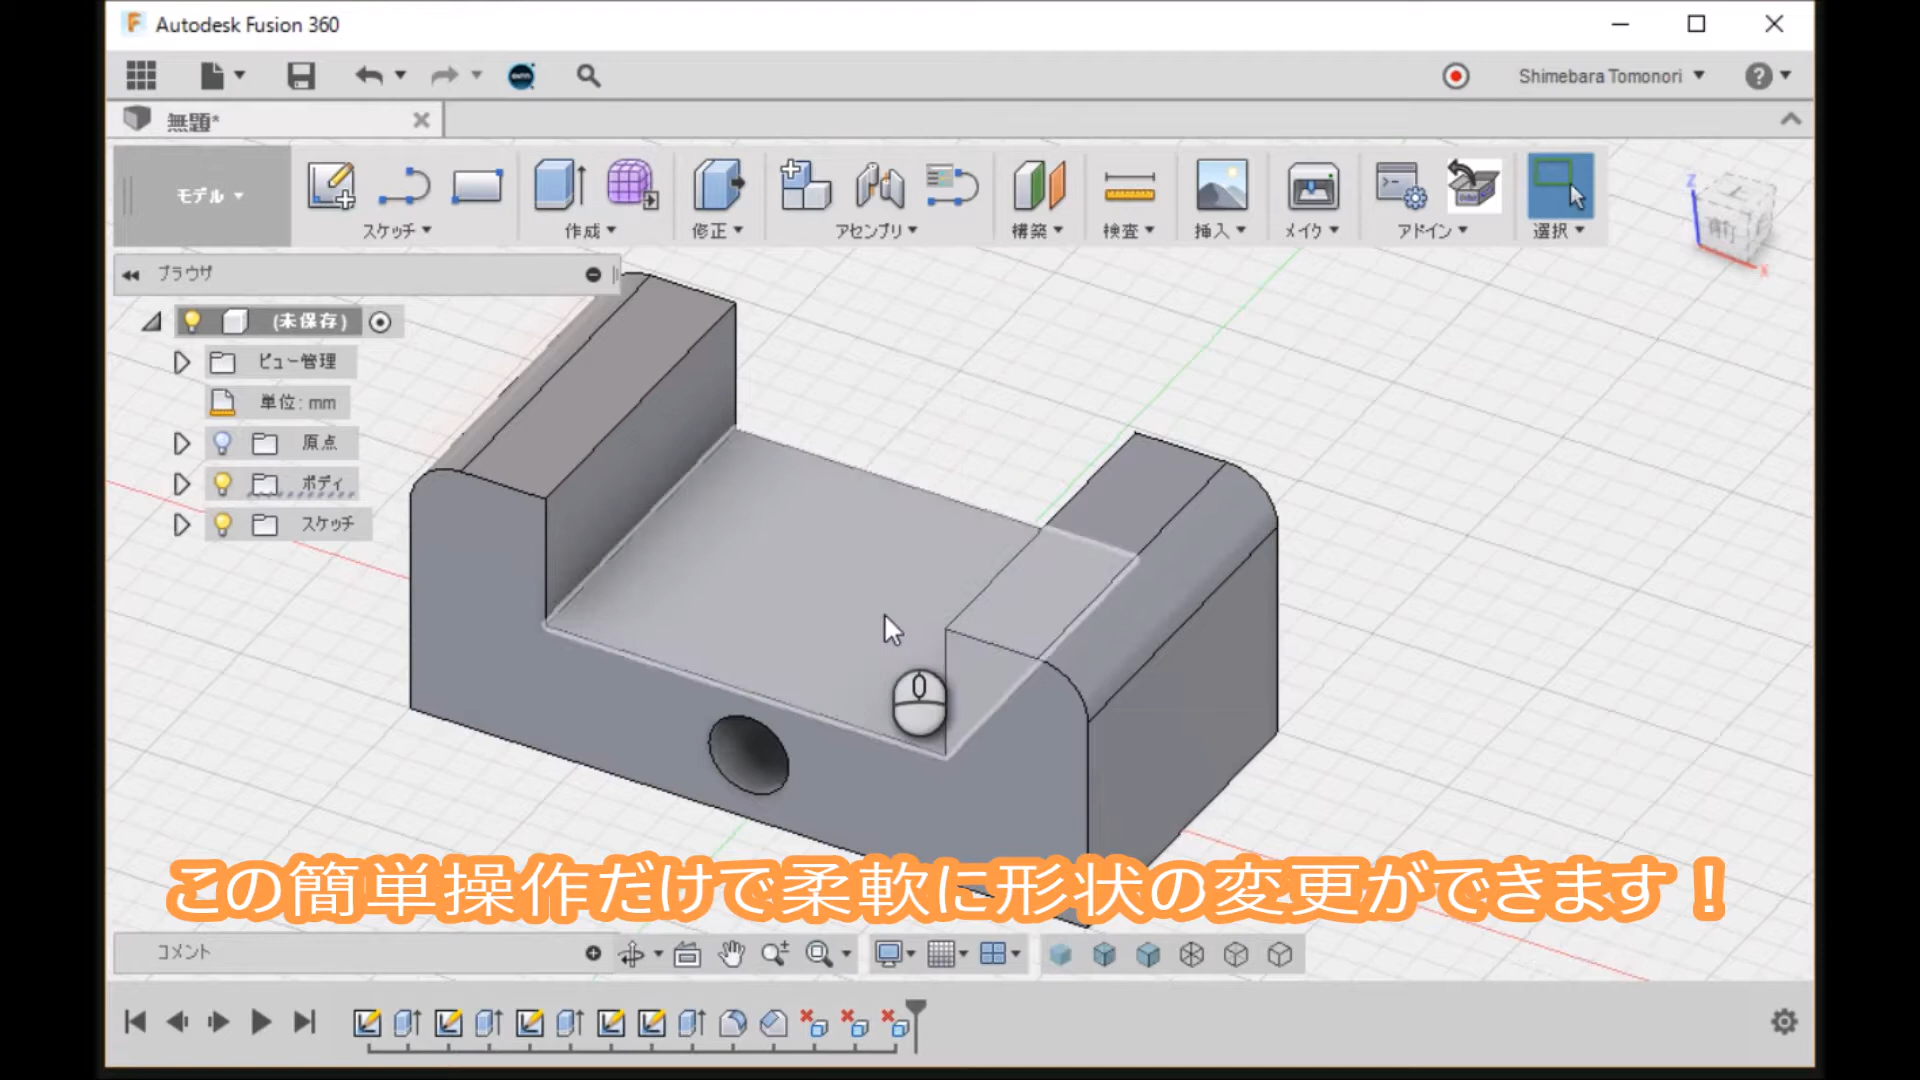 Autodesk Fusion 360
Shimebara Tomonori
無題*
モデル
スケッチ
作成
修正
アセンブリ
構築
検査
挿入
メイク
アドイン
選択
Z
X
前
ブラウザ
(未保存)
ビュー管理
単位: mm
原点
ボディ
スケッチ
この簡単操作だけで柔軟に形状の変更ができます！
コメント